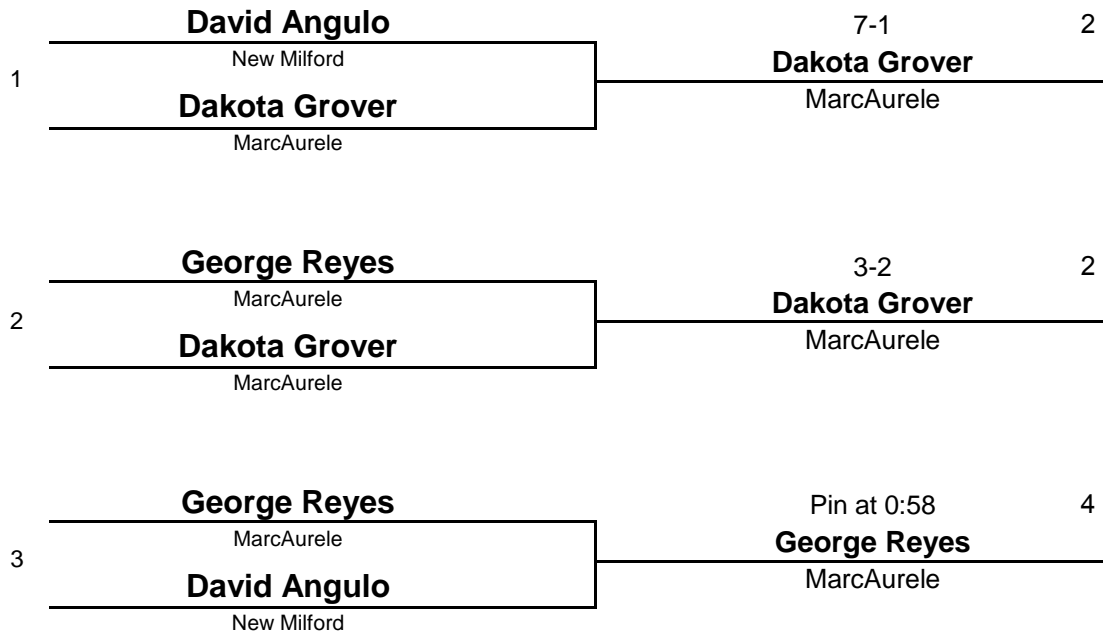 David Angulo
New Milford
1
Dakota Grover
MarcAurele
7-1 2
Dakota Grover
MarcAurele
George Reyes
MarcAurele
2
Dakota Grover
MarcAurele
3-2 2
Dakota Grover
MarcAurele
George Reyes
MarcAurele
3
David Angulo
New Milford
Pin at 0:58 4
George Reyes
MarcAurele